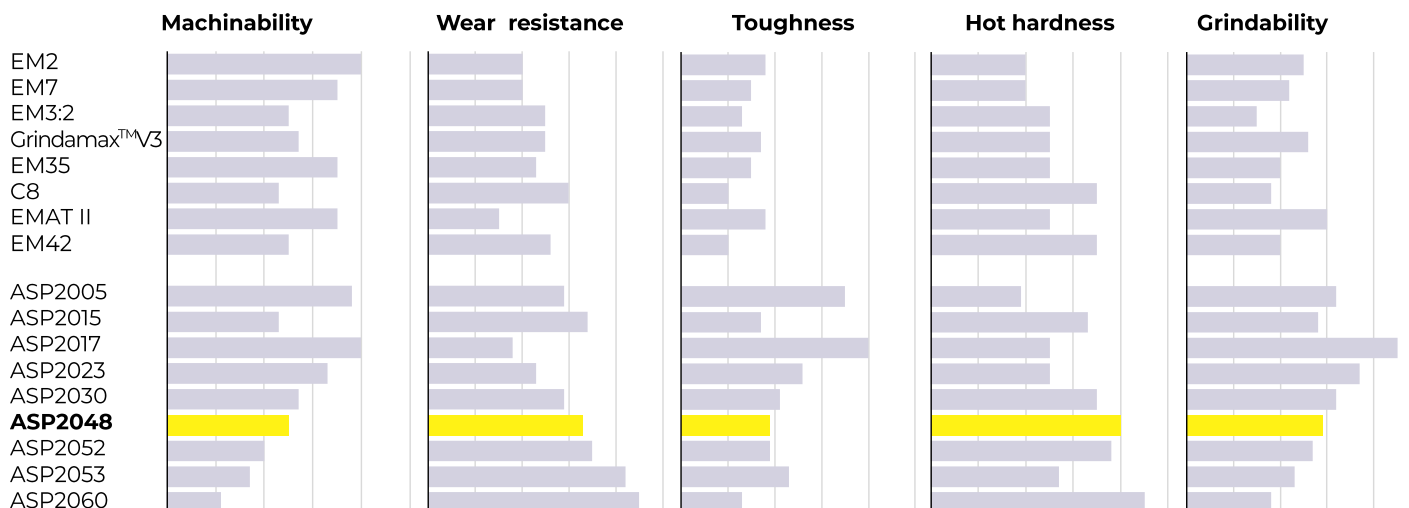 Machinability Wear resistance Toughness Hot hardness Grindability
EM2
EM7
EM3:2
Grindamax™V3
EM35
C8
EMAT II
EM42
ASP2005
ASP2015
ASP2017
ASP2023
ASP2030
ASP2048
ASP2052
ASP2053
ASP2060